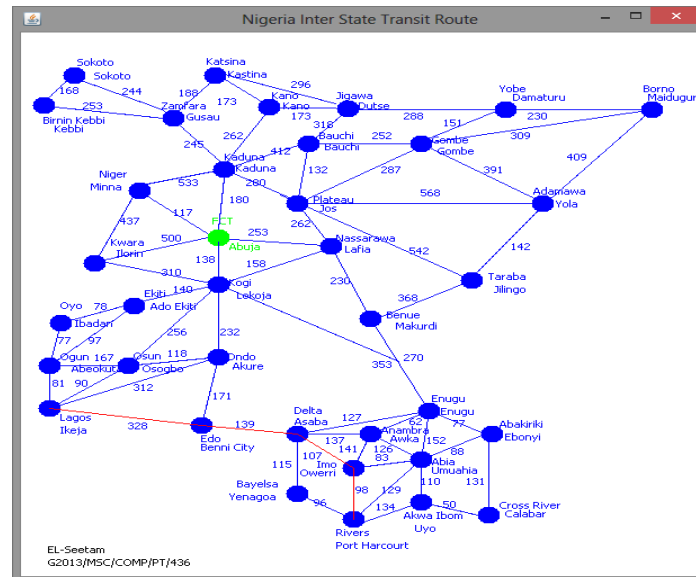 Nigeria Inter State Transit Route
Sokoto
Sokoto
168
244
Birnin Kebbi
Kebbi
253
Katsina
Kastina
188
173
296
Zamfara
Gusau
Kano
Kano
173
Jigawa
Dutse
318
288
Yobe
Damaturu
230
Borno
Maidugur
151
309
262
245
Bauchi
Bauchi
252
Gombe
Gombe
412
Kaduna
Kaduna
280
132
287
391
409
Niger
Minna
533
180
568
Adamawa
Yola
Plateau
Jos
262
117
437
FCT
Abuja
253
500
Kwara
Ilorin
138
158
310
Nassarawa
Lafia
542
142
Taraba
Jilingo
230
368
Kogi
Lokoja
140
Ekiti
Ado Ekiti
Oyo
78
Ibadan
Benue
Makurdi
256
232
77
97
270
353
Ogun
167
Abeokut
Osun
118
Osogbo
Ondo
Akure
81
90
312
171
Lagos
Ikeja
328
Edo
Benni City
139
Delta
Asaba
127
Enugu
Enugu
62
77
Abakiriki
Ebonyi
137
Anambra
Awka
141
126
152
107
Imo
Owerri
83
88
Abia
Umuahia
115
98
129
110
131
Bayelsa
Yenagoa
96
134
50
Akwa Ibom
Uyo
Cross River
Calabar
Rivers
Port Harcourt
EL-Seetam
G2013/MSC/COMP/PT/436